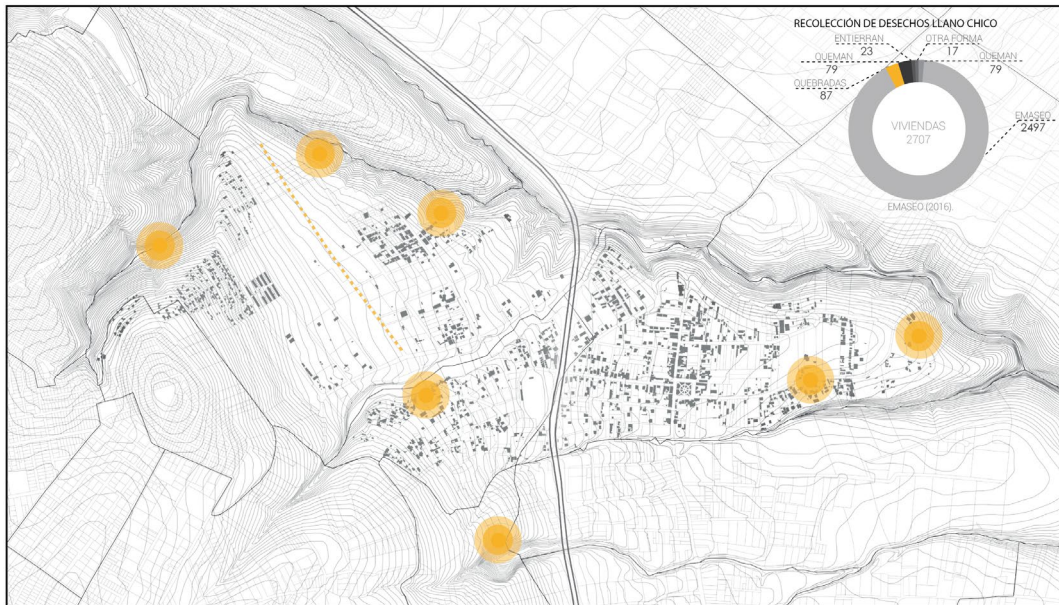 RECOLECCIÓN DE DESECHOS LLANO CHICO
ENTIERRAN
23
OTRA FORMA
17
QUEMAN
79
QUEMAN
79
QUEBRADAS
87
EMASEO
2497
VIVIENDAS
2707
EMASEO (2016).